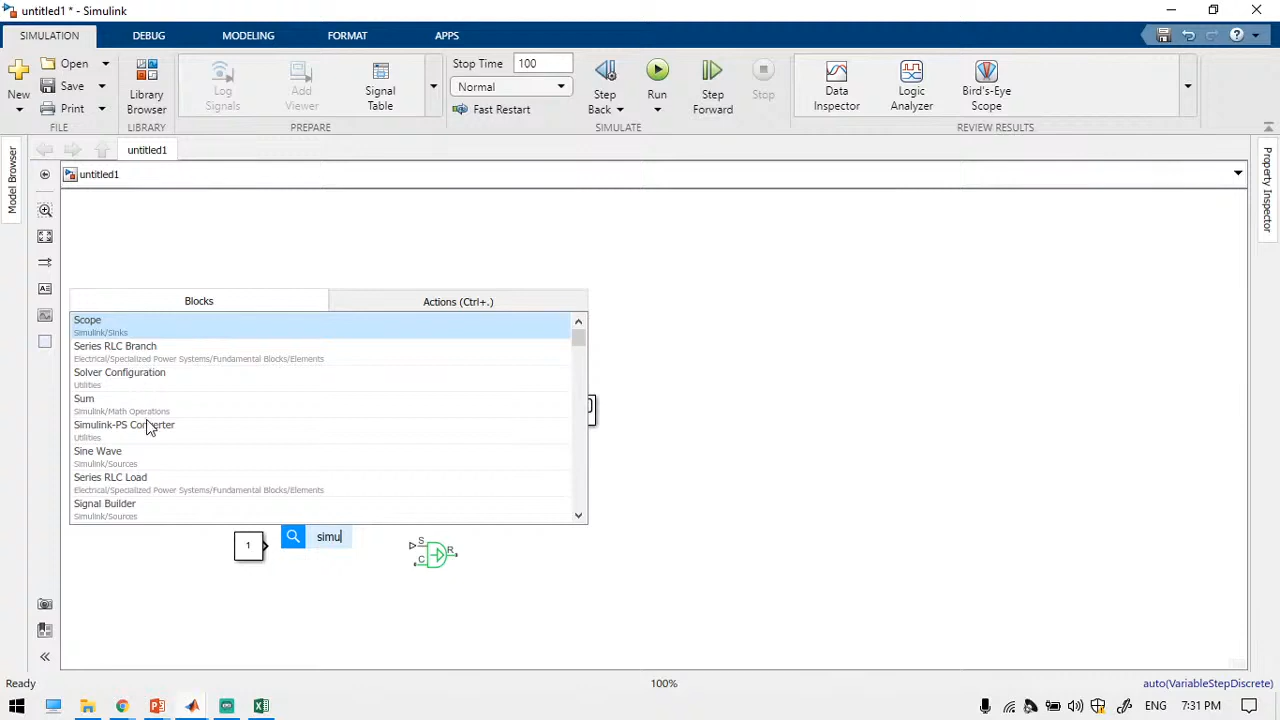 untitled1 * - Simulink
SIMULATION
DEBUG
MODELING
FORMAT
APPS
New
Open
Save
Print
FILE
Library
Browser
LIBRARY
Log
Signals
Add
Viewer
Signal
Table
PREPARE
Stop Time 100
Normal
Fast Restart
Step
Back
Run
Step
Forward
Stop
SIMULATE
Data
Inspector
Logic
Analyzer
Bird's-Eye
Scope
REVIEW RESULTS
Model Browser
untitled1
untitled1
Property Inspector
Blocks
Actions (Ctrl+.)
Scope
Simulink/Sinks
Series RLC Branch
Electrical/Specialized Power Systems/Fundamental Blocks/Elements
Solver Configuration
Utilities
Sum
Simulink/Math Operations
Simulink-PS Converter
Utilities
Sine Wave
Simulink/Sources
Series RLC Load
Electrical/Specialized Power Systems/Fundamental Blocks/Elements
Signal Builder
Simulink/Sources
1
simu
S
C
R
Ready
100%
auto(VariableStepDiscrete)
ENG
7:31 PM